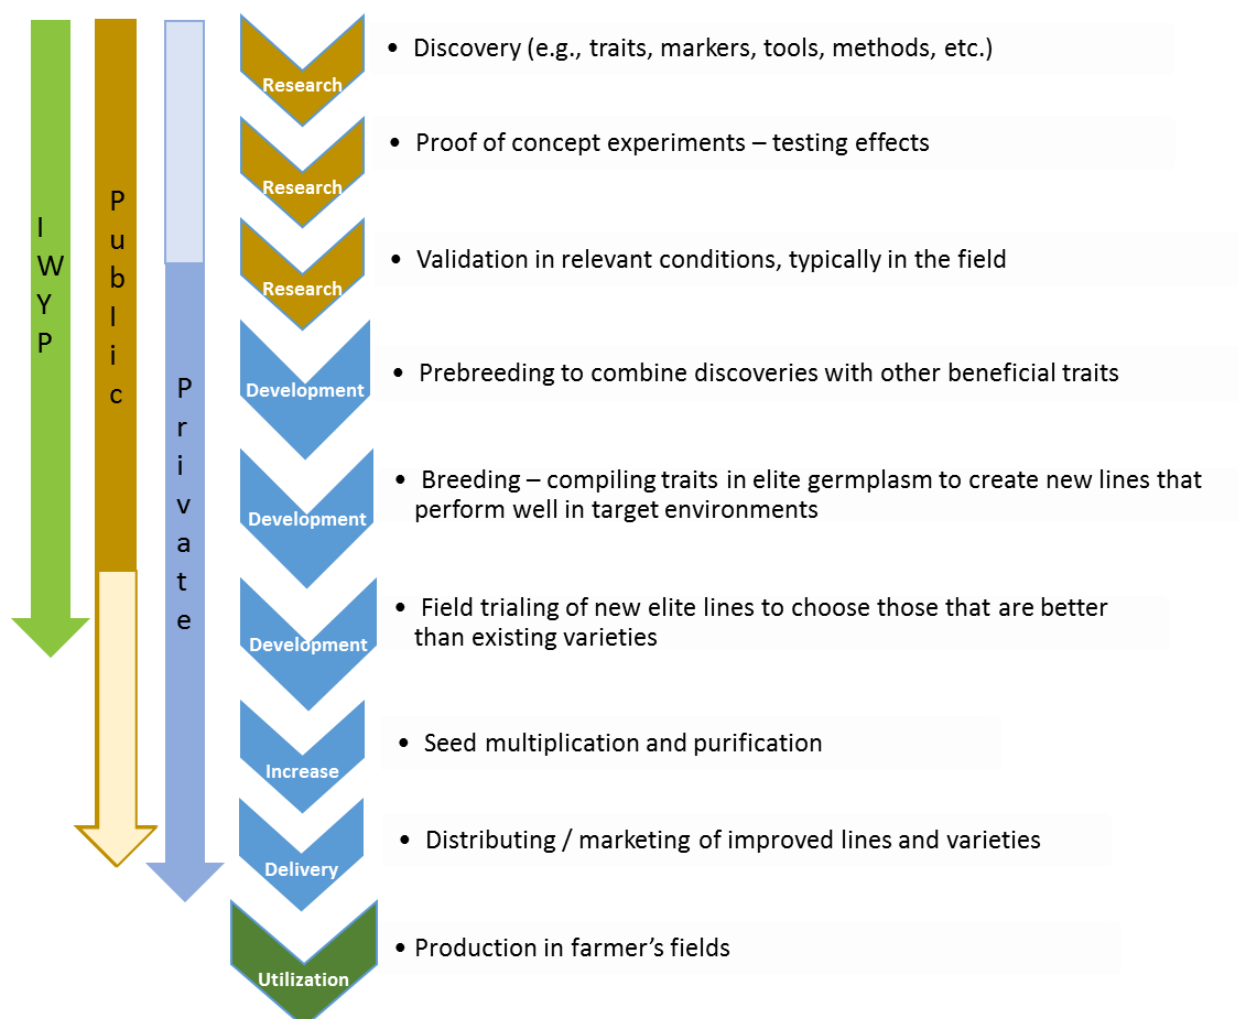 IWYP
Public
Private
Research
• Discovery (e.g., traits, markers, tools, methods, etc.)
Research
• Proof of concept experiments – testing effects
Research
• Validation in relevant conditions, typically in the field
Development
• Prebreeding to combine discoveries with other beneficial traits
Development
• Breeding – compiling traits in elite germplasm to create new lines that
perform well in target environments
Development
• Field trialing of new elite lines to choose those that are better
than existing varieties
Increase
• Seed multiplication and purification
Delivery
• Distributing / marketing of improved lines and varieties
Utilization
• Production in farmer’s fields